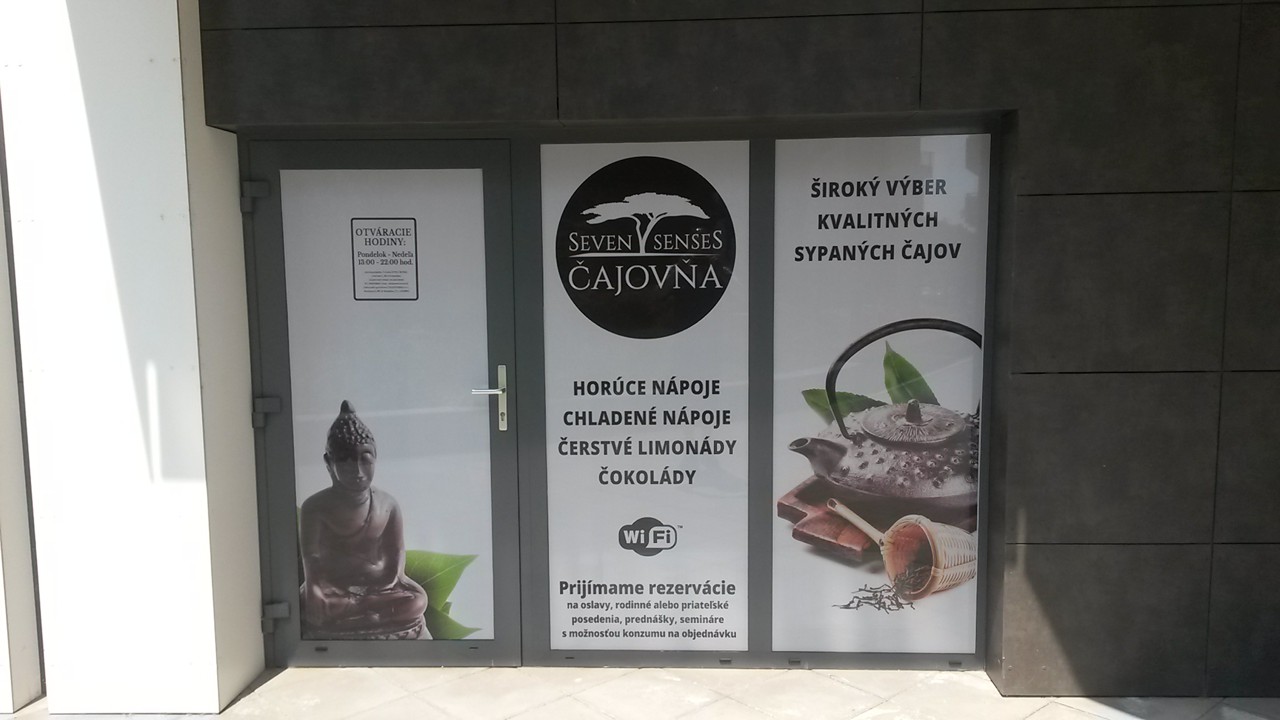 OTVÁRACIE
HODINY:
Pondelok - Nedeľa
13:00 - 22:00 hod.
SEVEN SENSES
ČAJOVŇA
HORÚCE NÁPOJE
CHLADENÉ NÁPOJE
ČERSTVÉ LIMONÁDY
ČOKOLÁDY
Wi Fi™
Prijímame rezervácie
na oslavy, rodinné alebo priateľské
posedenia, prednášky, semináre
s možnosťou konzumu na objednávku
ŠIROKÝ VÝBER
KVALITNÝCH
SYPANÝCH ČAJOV